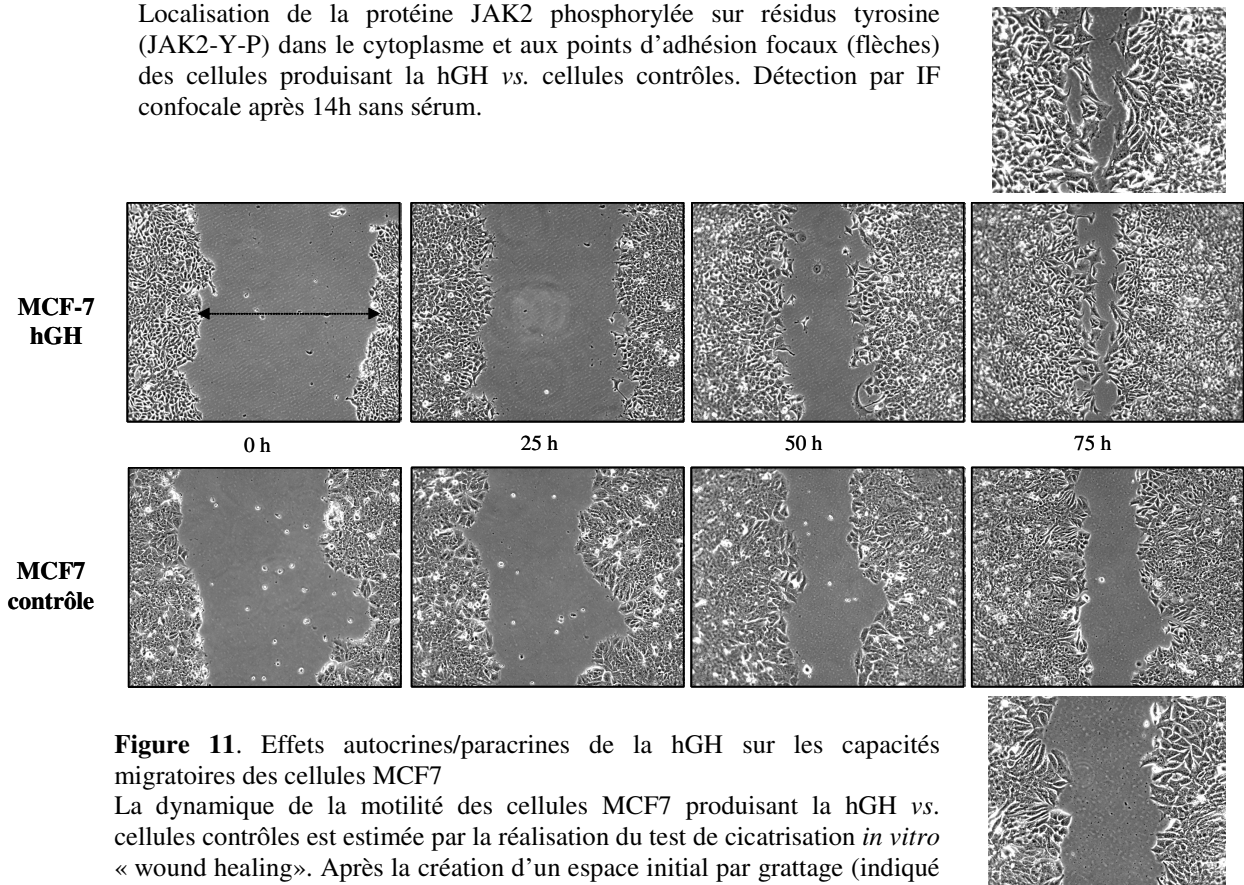 Localisation de la protéine JAK2 phosphorylée sur résidus tyrosine
(JAK2-Y-P) dans le cytoplasme et aux points d’adhésion focaux (flèches)
des cellules produisant la hGH vs. cellules contrôles. Détection par IF
confocale après 14h sans sérum.
MCF-7
hGH
0 h
25 h
50 h
75 h
MCF7
contrôle
Figure 11. Effets autocrines/paracrines de la hGH sur les capacités
migratoires des cellules MCF7
La dynamique de la motilité des cellules MCF7 produisant la hGH vs.
cellules contrôles est estimée par la réalisation du test de cicatrisation in vitro
« wound healing». Après la création d’un espace initial par grattage (indiqué